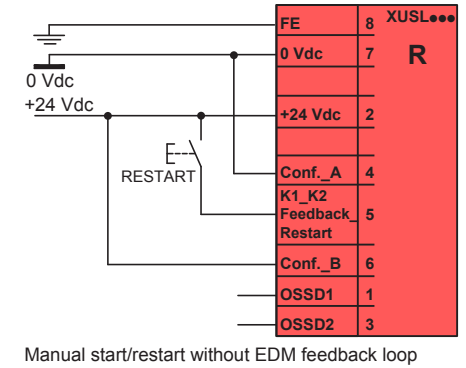 FE 8 XUSL●●●
0 Vdc 7 R
0 Vdc
+24 Vdc
+24 Vdc 2
RESTART
Conf._A 4
K1_K2
Feedback_ 5
Restart
Conf._B 6
OSSD1 1
OSSD2 3
Manual start/restart without EDM feedback loop